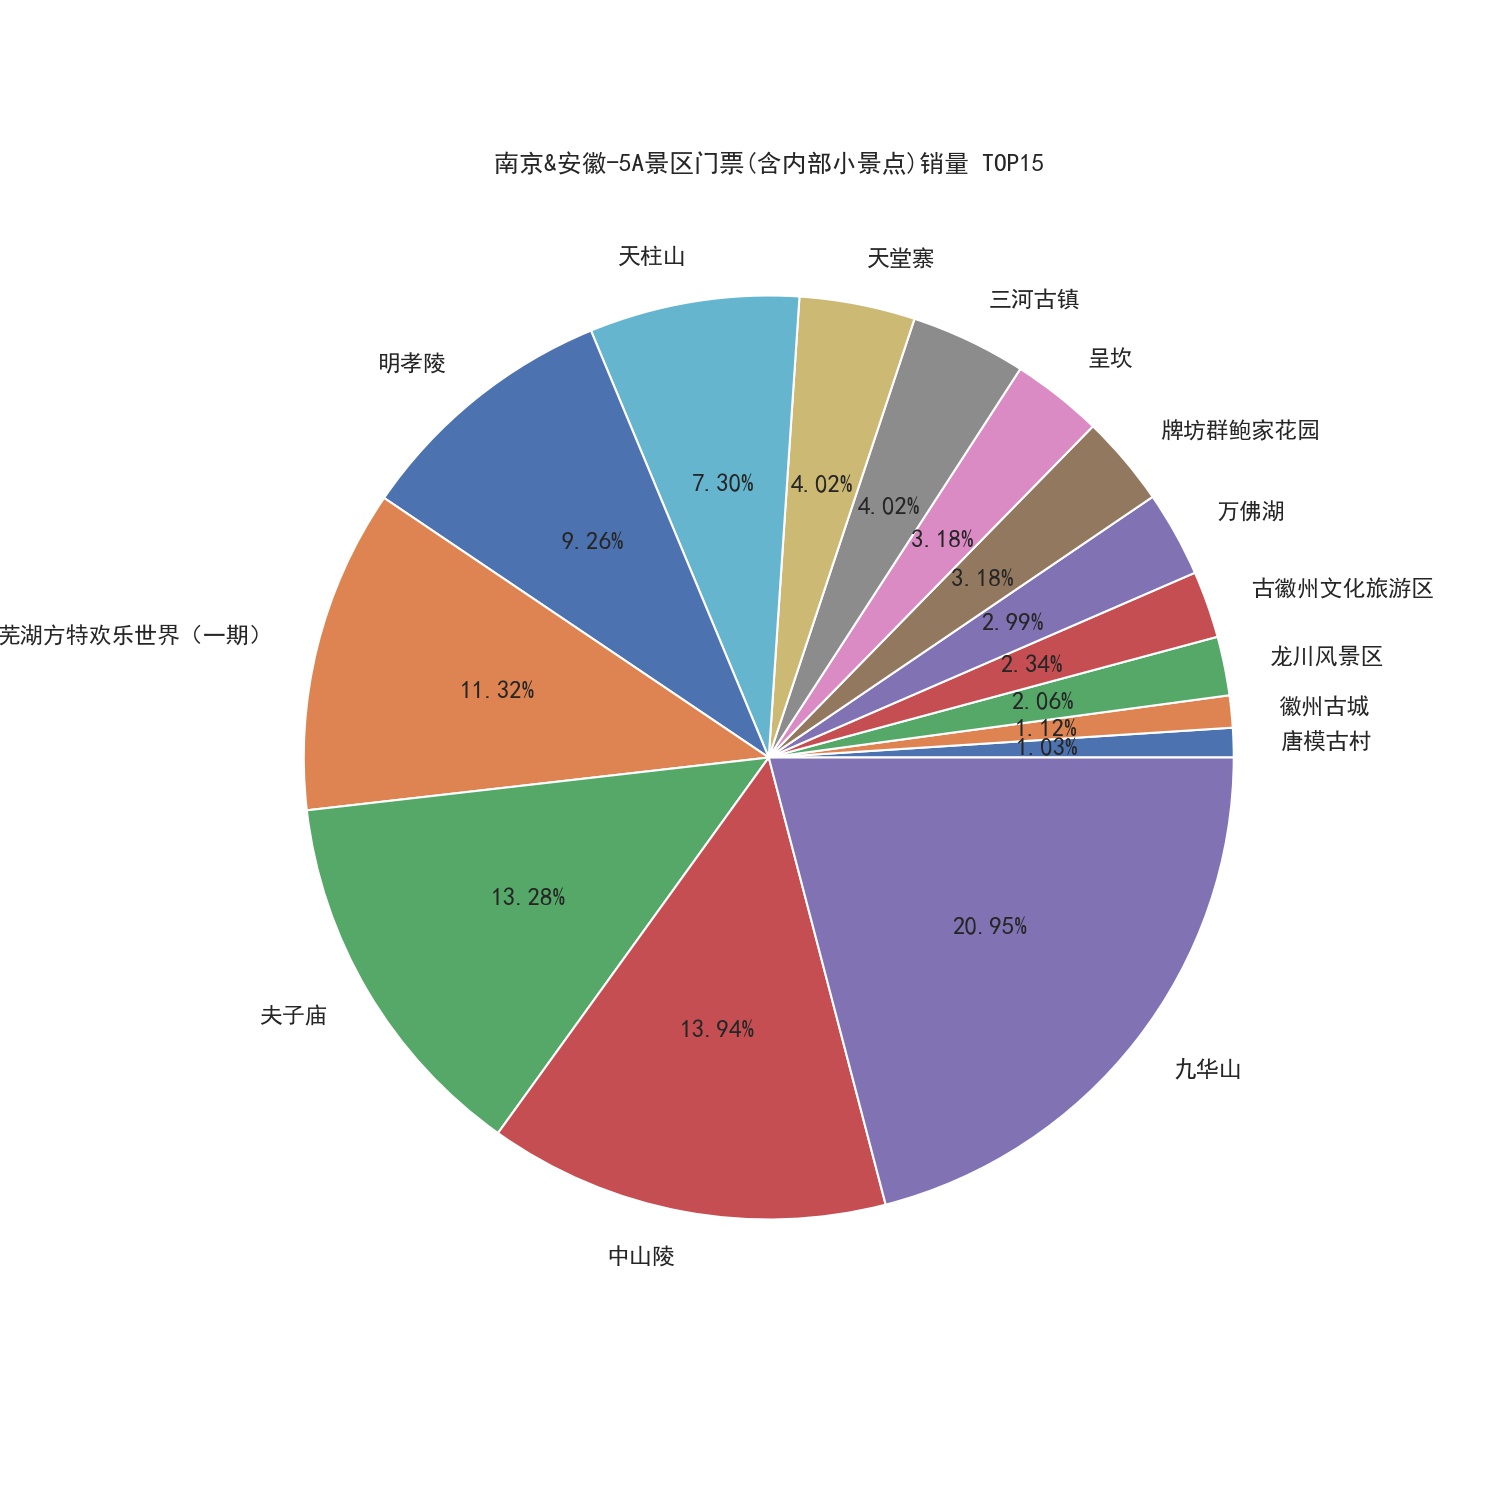 南京&安徽-5A景区门票(含内部小景点)销量 TOP15
天柱山
天堂寨
三河古镇
呈坎
明孝陵
牌坊群鲍家花园
万佛湖
古徽州文化旅游区
芜湖方特欢乐世界（一期）
龙川风景区
徽州古城
唐模古村
夫子庙
九华山
中山陵
7.30%
4.02%
4.02%
3.18%
9.26%
3.18%
2.99%
2.34%
11.32%
2.06%
1.12%
1.03%
13.28%
20.95%
13.94%